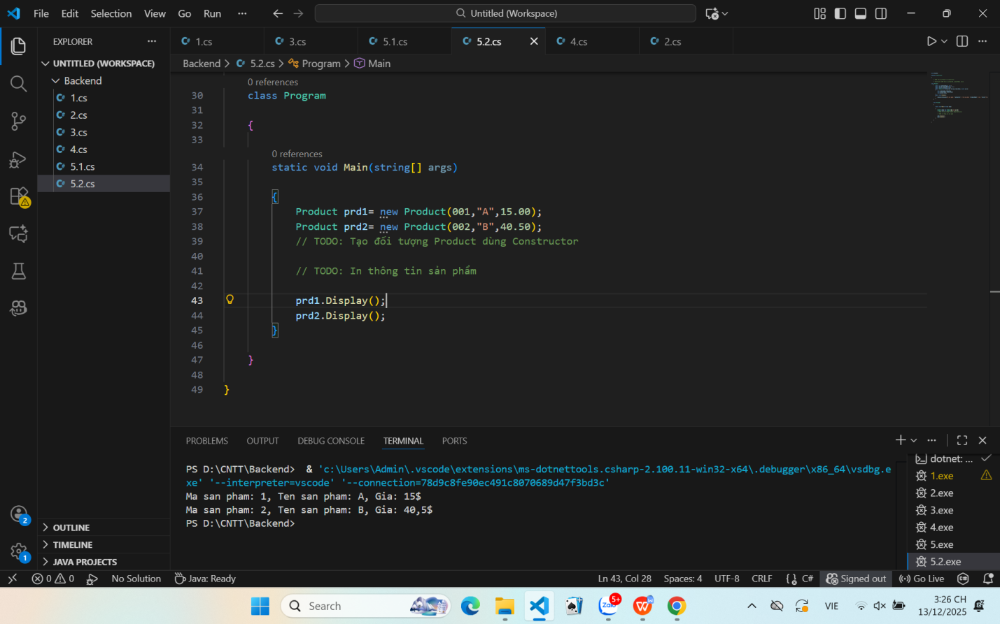 File Edit Selection View Go Run ···
Untitled (Workspace)
EXPLORER
1.cs 3.cs 5.1.cs 5.2.cs 4.cs 2.cs
UNTITLED (WORKSPACE)
Backend > 5.2.cs > Program > Main
Backend
1.cs
2.cs
3.cs
4.cs
5.1.cs
5.2.cs
0 references
30 class Program
31
32 {
33
0 references
34 static void Main(string[] args)
35
36 {
37 Product prd1= new Product(001,"A",15.00);
38 Product prd2= new Product(002,"B",40.50);
39 // TODO: Tạo đối tượng Product dùng Constructor
40
41 // TODO: In thông tin sản phẩm
42
43 prd1.Display();
44 prd2.Display();
45 }
46
47 }
48
49 }
PROBLEMS OUTPUT DEBUG CONSOLE TERMINAL PORTS
PS D:\CNTT\Backend>  & 'c:\Users\Admin\.vscode\extensions\ms-dotnettools.csharp-2.100.11-win32-x64\.debugger\x86_64\vsdbg.e
xe' '--interpreter=vscode' '--connection=78d9c8fe90ec491c8070689d47f3bd3c'
Ma san pham: 1, Ten san pham: A, Gia: 15$
Ma san pham: 2, Ten san pham: B, Gia: 40,5$
PS D:\CNTT\Backend>
dotnet: ...
1.exe
2.exe
3.exe
4.exe
5.exe
5.2.exe
OUTLINE
TIMELINE
JAVA PROJECTS
2
1
0 0 No Solution Java: Ready Ln 43, Col 28 Spaces: 4 UTF-8 CRLF { } C# Signed out Go Live
Search
Zalo 5+
VIE
3:26 CH
13/12/2025